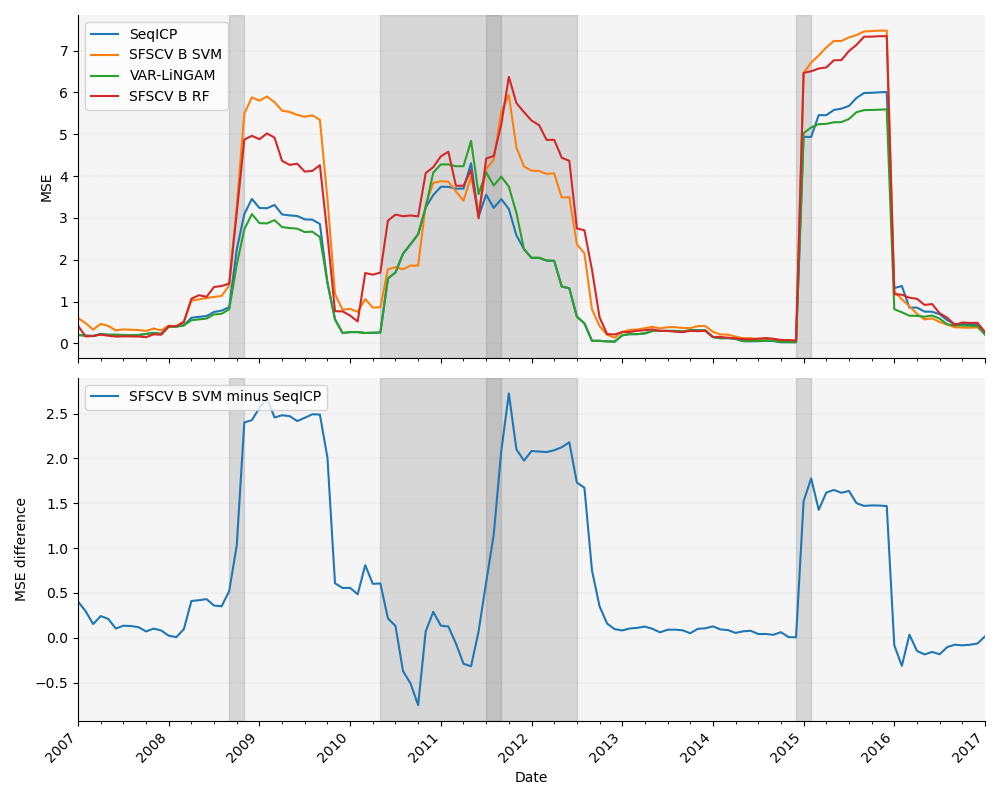 SeqICP
SFSCV B SVM
VAR-LiNGAM
SFSCV B RF
MSE
7
6
5
4
3
2
1
0
SFSCV B SVM minus SeqICP
MSE difference
2.5
2.0
1.5
1.0
0.5
0.0
−0.5
2007 2008 2009 2010 2011 2012 2013 2014 2015 2016 2017
Date